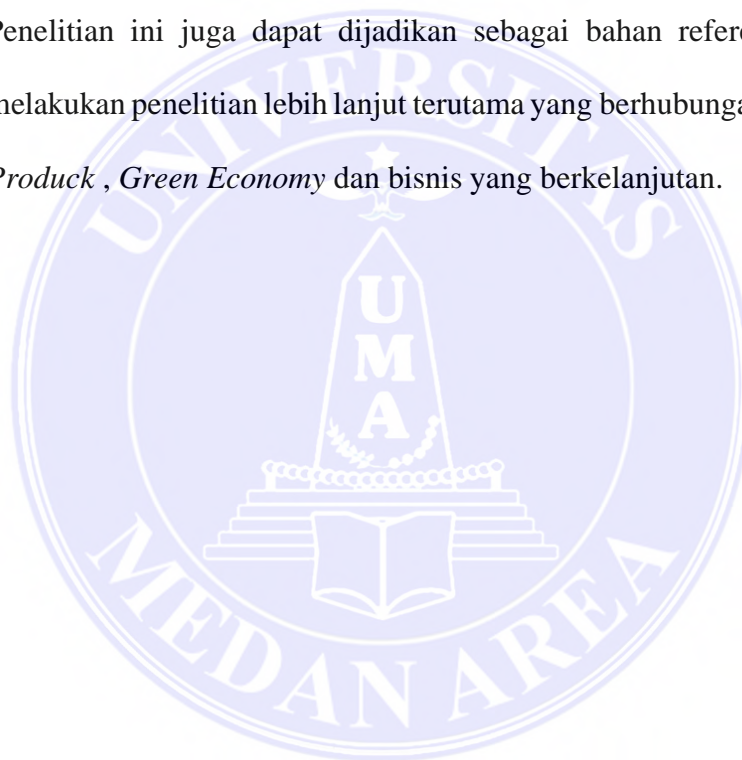 Penelitian ini juga dapat dijadikan sebagai bahan
melakukan penelitian lebih lanjut terutama yang
Produck , Green Economy dan bisnis yang berkelanjutan.
UNIVERSITAS
UMA
MEDAN AREA